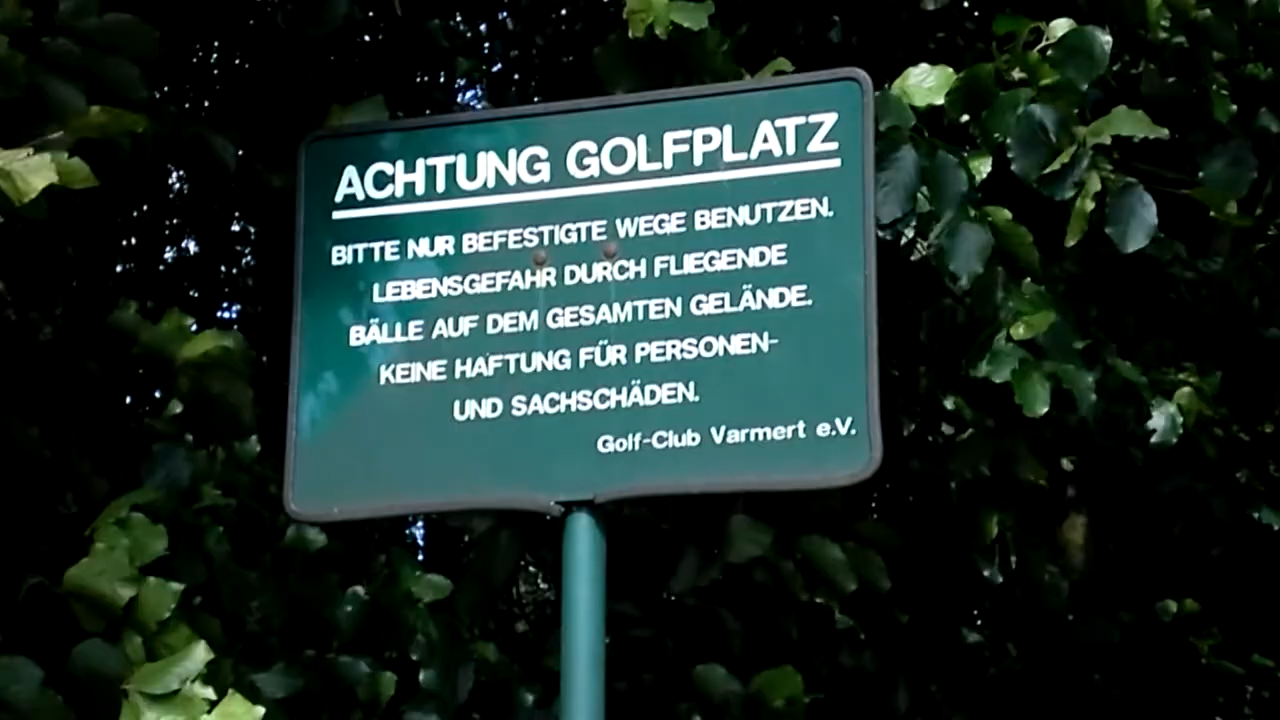 ACHTUNG GOLFPLATZ
BITTE NUR BEFESTIGTE WEGE BENUTZEN.
LEBENSGEFAHR DURCH FLIEGENDE
BÄLLE AUF DEM GESAMTEN GELÄNDE.
KEINE HAFTUNG FÜR PERSONEN-
UND SACHSCHÄDEN.
Golf-Club Varmert e.V.